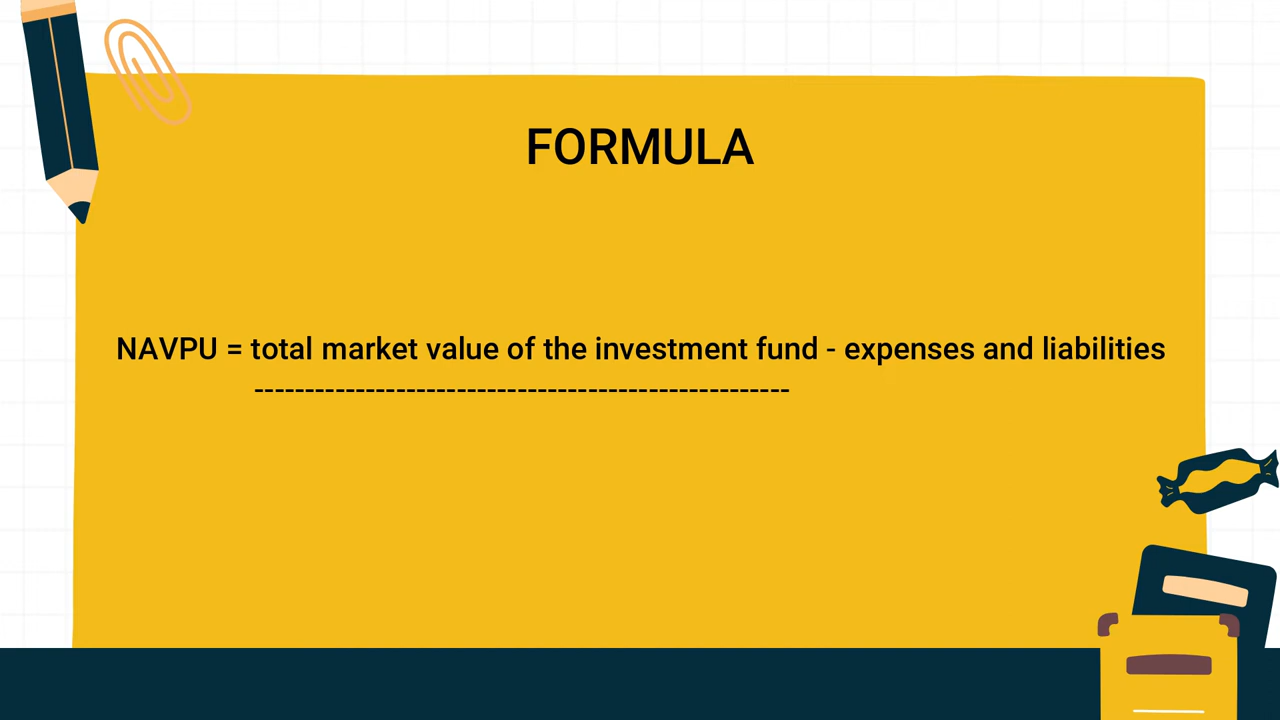 FORMULA
NAVPU = total market value of the investment fund - expenses and liabilities
-----------------------------------------------------